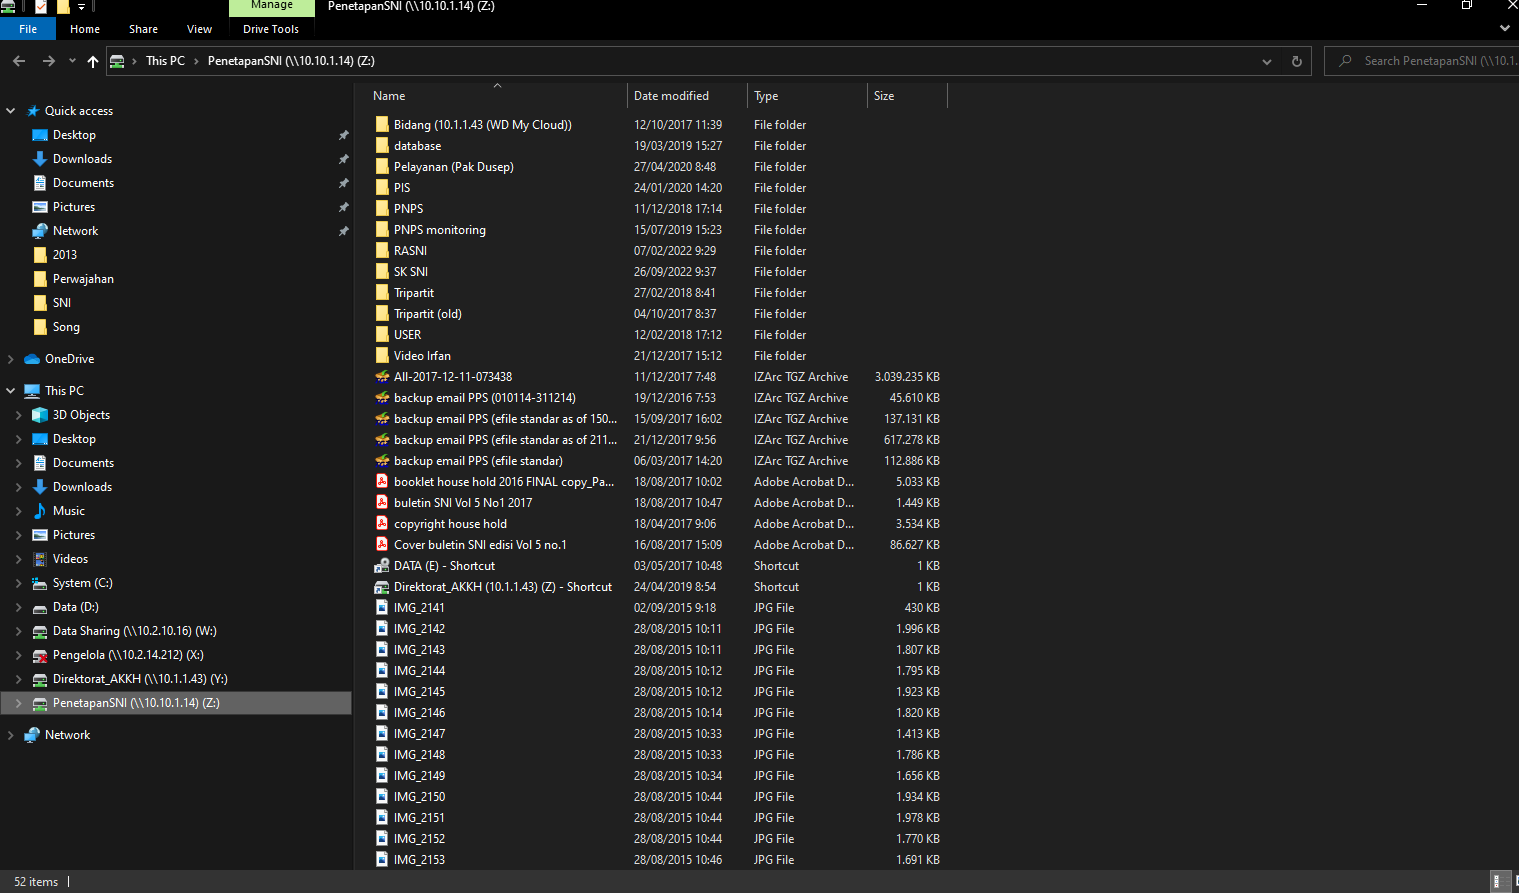 Manage
PenetapanSNI (\\10.10.1.14) (Z:)
File
Home
Share
View
Drive Tools
This PC
PenetapanSNI (\\10.10.1.14) (Z:)
Search PenetapanSNI (\\10.1.
Quick access
Desktop
Downloads
Documents
Pictures
Network
2013
Perwajahan
SNI
Song
OneDrive
This PC
3D Objects
Desktop
Documents
Downloads
Music
Pictures
Videos
System (C:)
Data (D:)
Data Sharing (\\10.2.10.16) (W:)
Pengelola (\\10.2.14.212) (X:)
Direktorat_AKKH (\\10.1.1.43) (Y:)
PenetapanSNI (\\10.10.1.14) (Z:)
Network
Name Date modified Type Size
Bidang (10.1.1.43 (WD My Cloud)) 12/10/2017 11:39 File folder
database 19/03/2019 15:27 File folder
Pelayanan (Pak Dusep) 27/04/2020 8:48 File folder
PIS 24/01/2020 14:20 File folder
PNPS 11/12/2018 17:14 File folder
PNPS monitoring 15/07/2019 15:23 File folder
RASNI 07/02/2022 9:29 File folder
SK SNI 26/09/2022 9:37 File folder
Tripartit 27/02/2018 8:41 File folder
Tripartit (old) 04/10/2017 8:37 File folder
USER 12/02/2018 17:12 File folder
Video Irfan 21/12/2017 15:12 File folder
All-2017-12-11-073438 11/12/2017 7:48 IZArc TGZ Archive 3.039.235 KB
backup email PPS (010114-311214) 19/12/2016 7:53 IZArc TGZ Archive 45.610 KB
backup email PPS (efile standar as of 150... 15/09/2017 16:02 IZArc TGZ Archive 137.131 KB
backup email PPS (efile standar as of 211... 21/12/2017 9:56 IZArc TGZ Archive 617.278 KB
backup email PPS (efile standar) 06/03/2017 14:20 IZArc TGZ Archive 112.886 KB
booklet house hold 2016 FINAL copy_Pa... 18/08/2017 10:02 Adobe Acrobat D... 5.033 KB
buletin SNI Vol 5 No1 2017 18/08/2017 10:47 Adobe Acrobat D... 1.449 KB
copyright house hold 18/04/2017 9:06 Adobe Acrobat D... 3.534 KB
Cover buletin SNI edisi Vol 5 no.1 16/08/2017 15:09 Adobe Acrobat D... 86.627 KB
DATA (E) - Shortcut 03/05/2017 10:48 Shortcut 1 KB
Direktorat_AKKH (10.1.1.43) (Z) - Shortcut 24/04/2019 8:54 Shortcut 1 KB
IMG_2141 02/09/2015 9:18 JPG File 430 KB
IMG_2142 28/08/2015 10:11 JPG File 1.996 KB
IMG_2143 28/08/2015 10:11 JPG File 1.807 KB
IMG_2144 28/08/2015 10:12 JPG File 1.795 KB
IMG_2145 28/08/2015 10:12 JPG File 1.923 KB
IMG_2146 28/08/2015 10:14 JPG File 1.820 KB
IMG_2147 28/08/2015 10:33 JPG File 1.413 KB
IMG_2148 28/08/2015 10:33 JPG File 1.786 KB
IMG_2149 28/08/2015 10:34 JPG File 1.656 KB
IMG_2150 28/08/2015 10:44 JPG File 1.934 KB
IMG_2151 28/08/2015 10:44 JPG File 1.978 KB
IMG_2152 28/08/2015 10:44 JPG File 1.770 KB
IMG_2153 28/08/2015 10:46 JPG File 1.691 KB
52 items